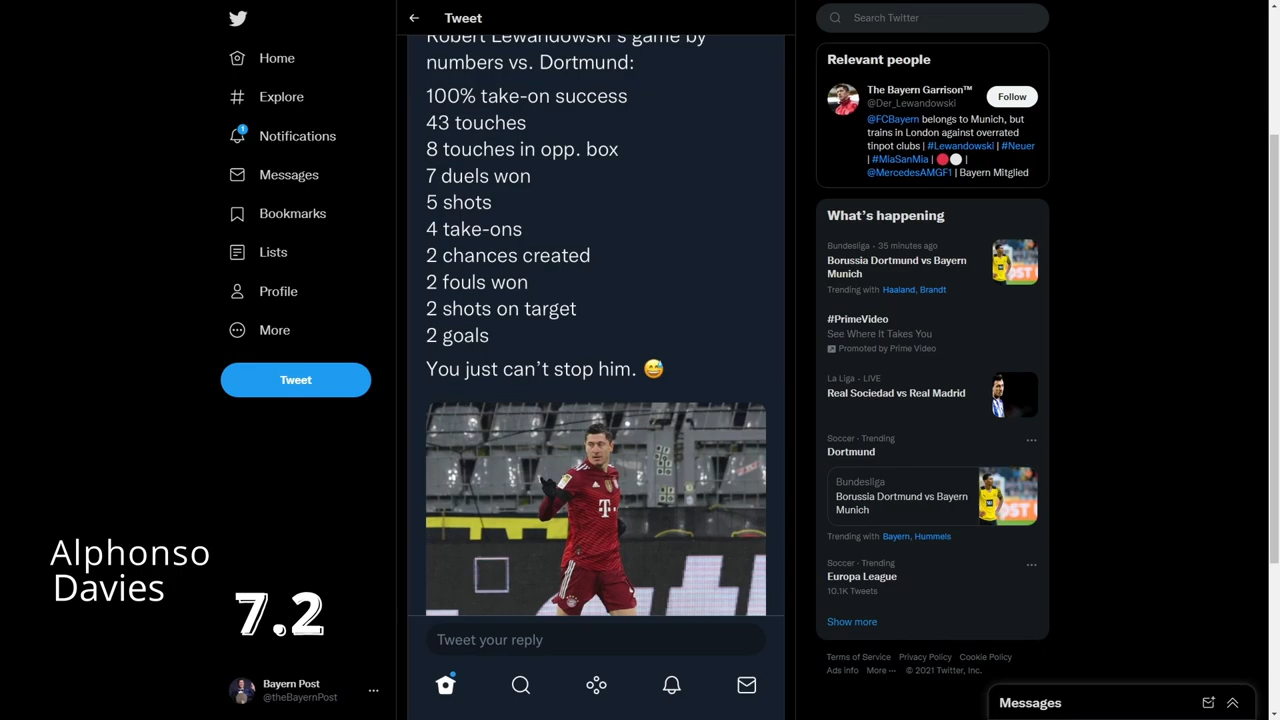 Home
Explore
1
Notifications
Messages
Bookmarks
Lists
Profile
More
Tweet
Alphonso
Davies
7.2
Bayern Post
@theBayernPost
Tweet
Robert Lewandowski's game by
numbers vs. Dortmund:
100% take-on success
43 touches
8 touches in opp. box
7 duels won
5 shots
4 take-ons
2 chances created
2 fouls won
2 shots on target
2 goals
You just can't stop him. 😅
T
Tweet your reply
Search Twitter
Relevant people
The Bayern Garrison™
@Der_Lewandowski
Follow
@FCBayern belongs to Munich, but
trains in London against overrated
tinpot clubs | #Lewandowski | #Neuer
| #MiaSanMia | 🔴⚪ |
@MercedesAMGF1 | Bayern Mitglied
What's happening
Bundesliga · 35 minutes ago
Borussia Dortmund vs Bayern
Munich
Trending with Haaland, Brandt
#PrimeVideo
See Where It Takes You
Promoted by Prime Video
La Liga · LIVE
Real Sociedad vs Real Madrid
Soccer · Trending
Dortmund
Bundesliga
Borussia Dortmund vs Bayern
Munich
Trending with Bayern, Hummels
Soccer · Trending
Europa League
10.1K Tweets
Show more
Terms of Service Privacy Policy Cookie Policy
Ads info More ··· © 2021 Twitter, Inc.
Messages